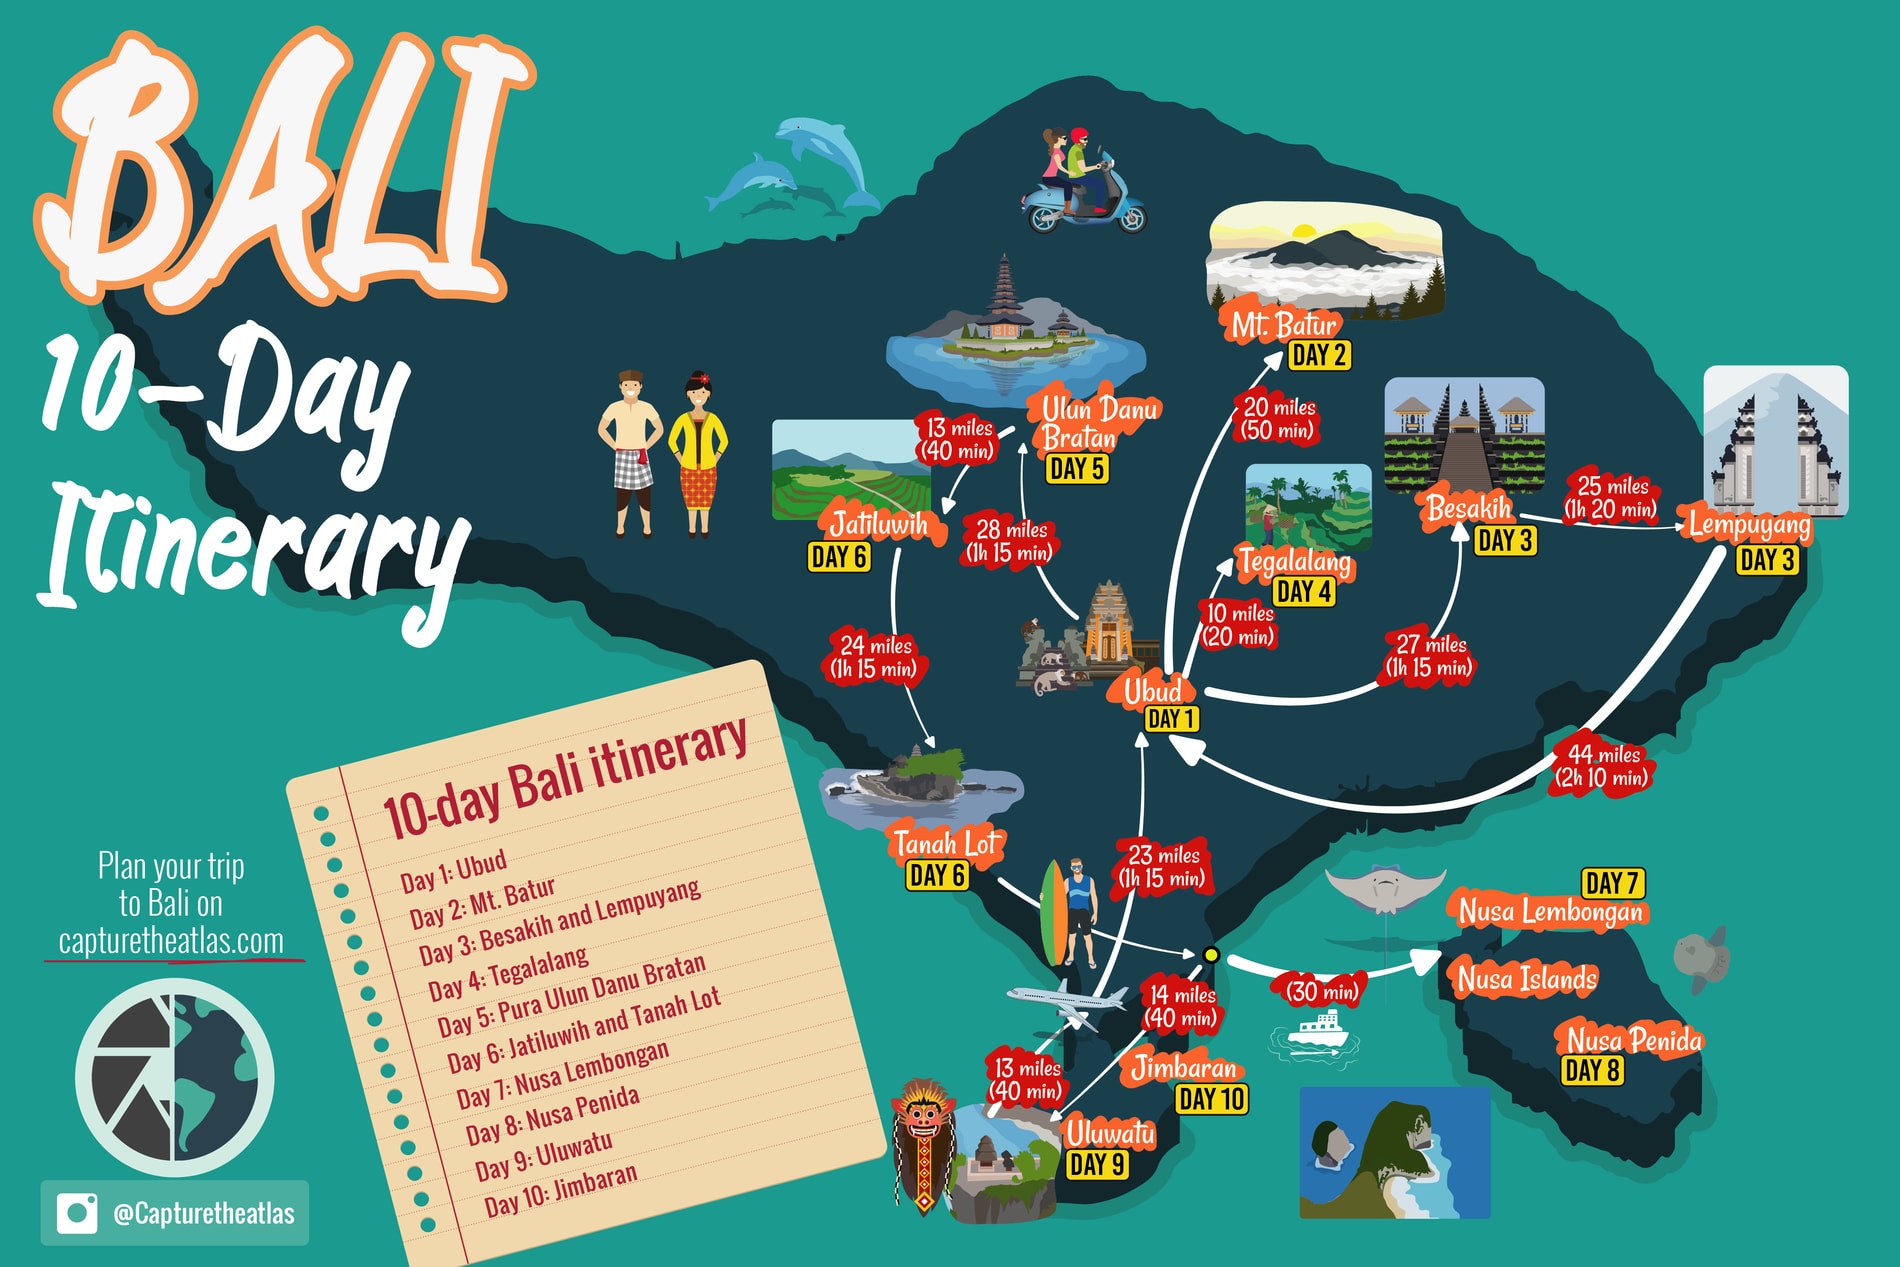 BALI
10-Day
Itinerary
Mt. Batur
DAY 2
20 miles
(50 min)
Ulun Danu
Bratan
DAY 5
13 miles
(40 min)
Jatiluwih
DAY 6
28 miles
(1h 15 min)
Tegalalang
DAY 4
10 miles
(20 min)
Besakih
DAY 3
25 miles
(1h 20 min)
Lempuyang
DAY 3
24 miles
(1h 15 min)
27 miles
(1h 15 min)
Ubud
DAY 1
44 miles
(2h 10 min)
Tanah Lot
DAY 6
23 miles
(1h 15 min)
DAY 7
Nusa Lembongan
Nusa Islands
(30 min)
14 miles
(40 min)
Nusa Penida
DAY 8
13 miles
(40 min)
Jimbaran
DAY 10
Uluwatu
DAY 9
10-day Bali itinerary
Day 1: Ubud
Day 2: Mt. Batur
Day 3: Besakih and Lempuyang
Day 4: Tegalalang
Day 5: Pura Ulun Danu Bratan
Day 6: Jatiluwih and Tanah Lot
Day 7: Nusa Lembongan
Day 8: Nusa Penida
Day 9: Uluwatu
Day 10: Jimbaran
Plan your trip
to Bali on
capturetheatlas.com
@Capturetheatlas